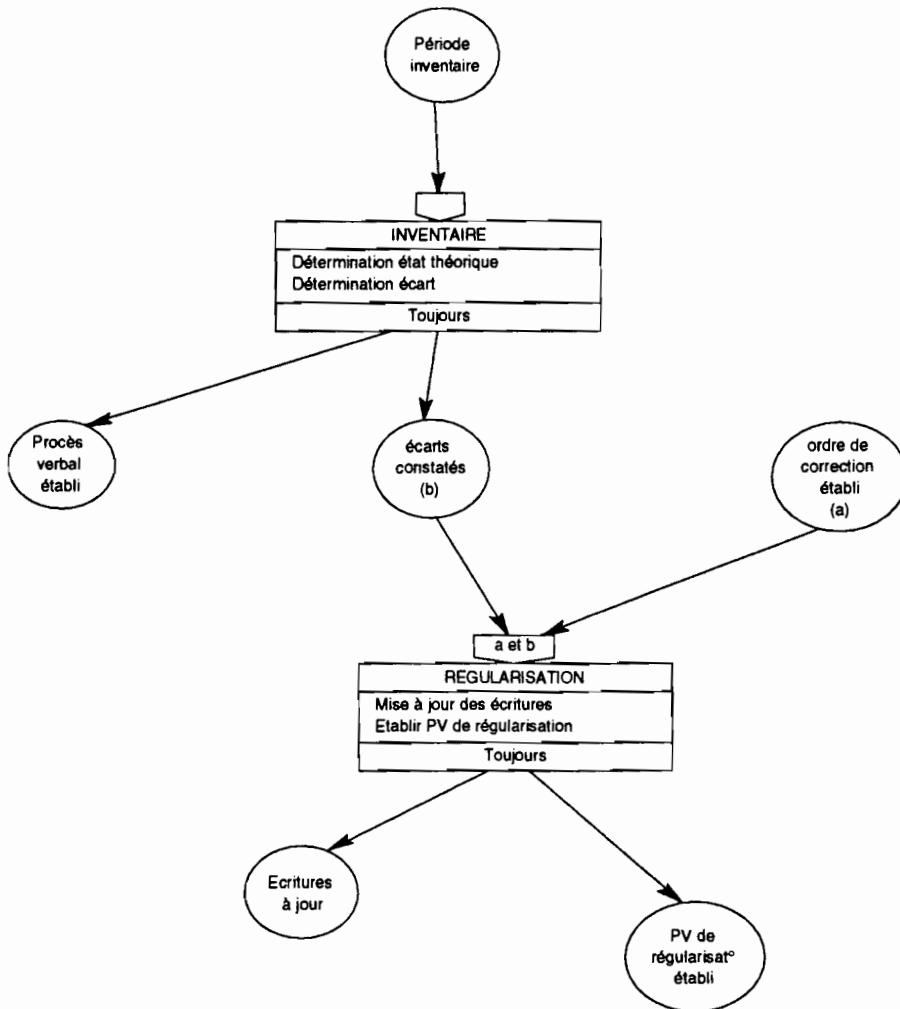 Période
inventaire
INVENTAIRE
Détermination état théorique
Détermination écart
Toujours
Procès
verbal
établi
écarts
constatés
(b)
ordre de
correction
établi
(a)
a et b
REGULARISATION
Mise à jour des écritures
Etablir PV de régularisation
Toujours
Ecritures
à jour
PV de
régularisat°
établi